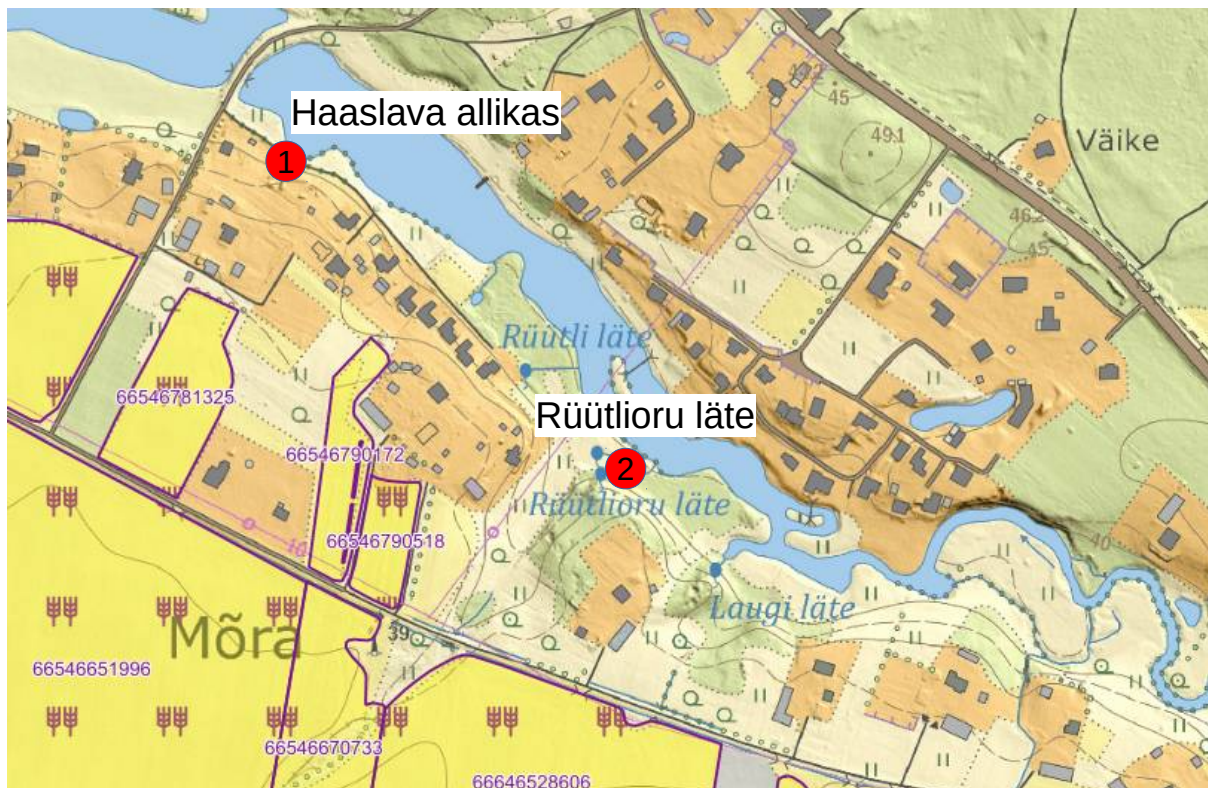 Haaslava allikas
1
45
49.1
Väike
46.2
45
Rüütli läte
66546781325
Rüütlioru läte
66546790172
2
Rüütlioru läte
66546790518
40
Laugi läte
Mõra
39
66546651996
66546670733
66646528606